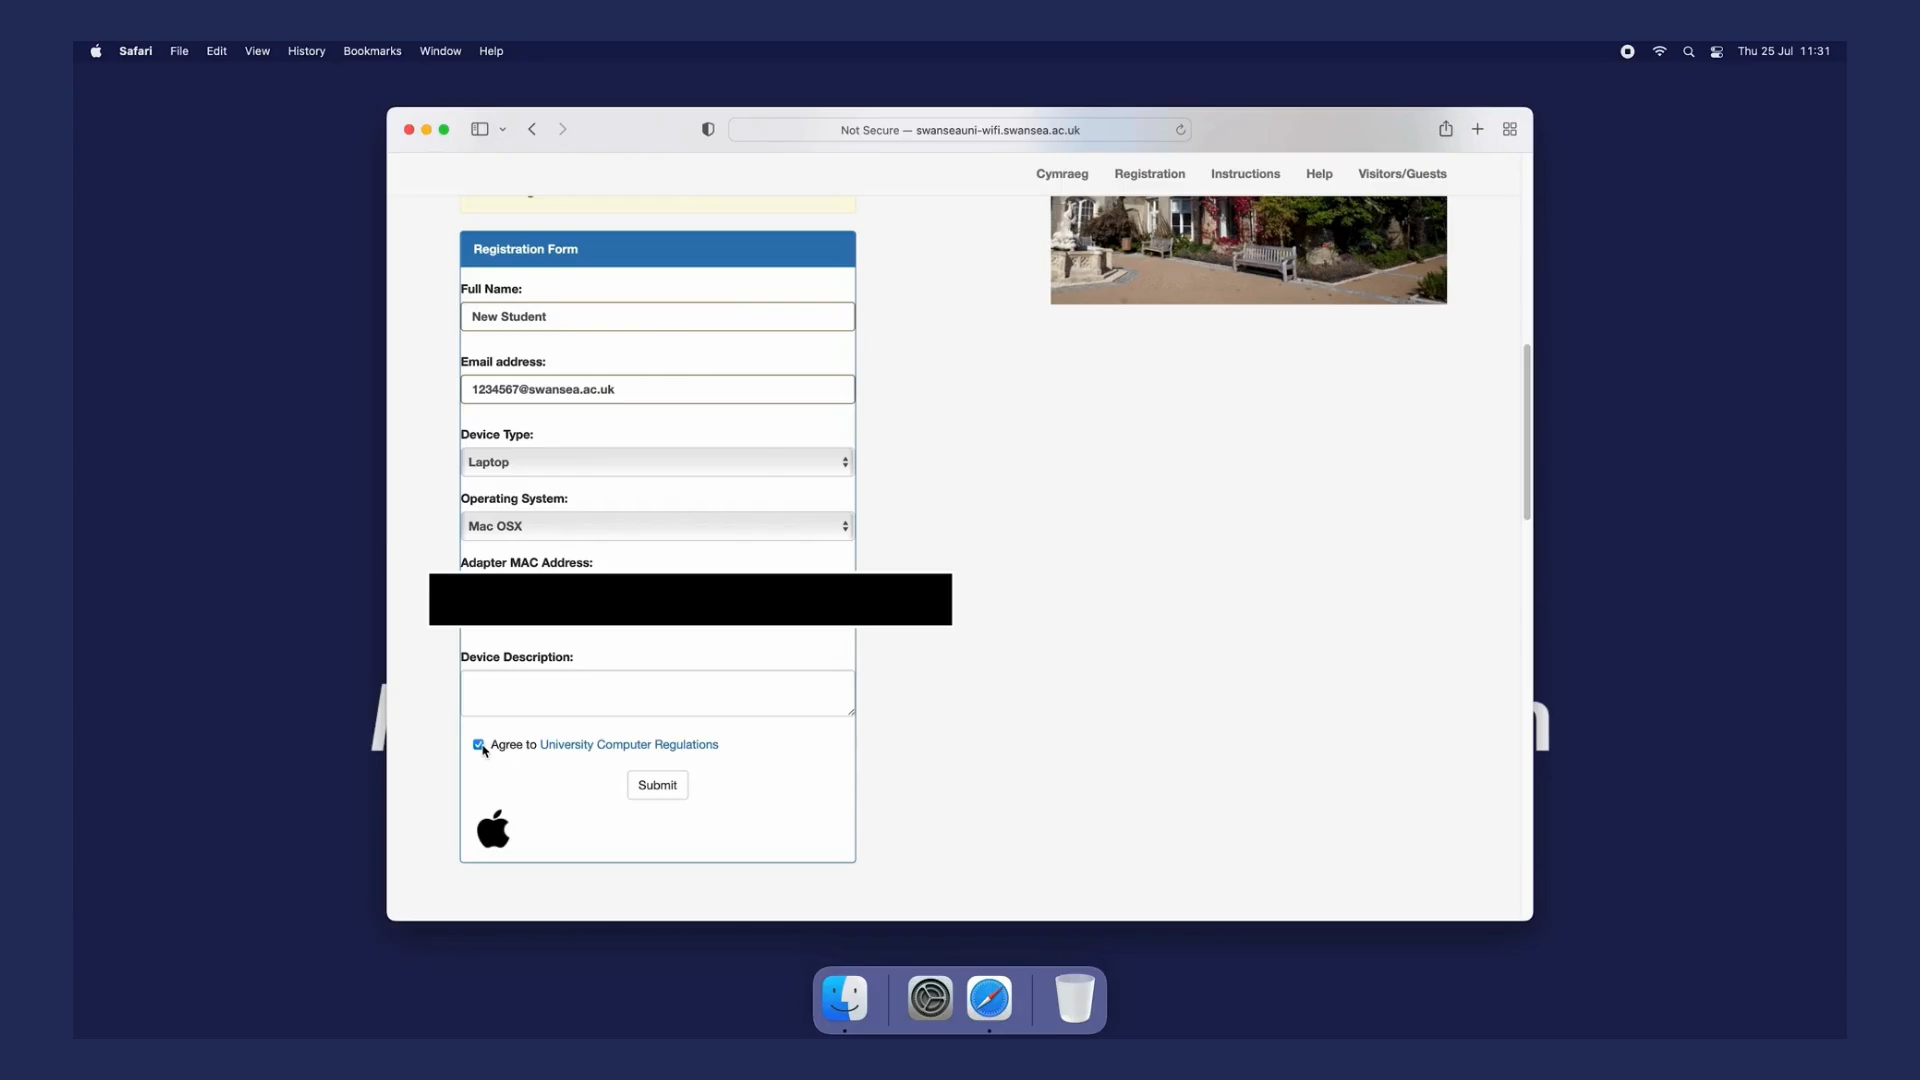 Safari File Edit View History Bookmarks Window Help
Thu 25 Jul 11:31
Not Secure — swanseauni-wifi.swansea.ac.uk
Cymraeg Registration Instructions Help Visitors/Guests
Registration Form
Full Name:
New Student
Email address:
1234567@swansea.ac.uk
Device Type:
Laptop
Operating System:
Mac OSX
Adapter MAC Address:
Device Description:
Agree to University Computer Regulations
Submit